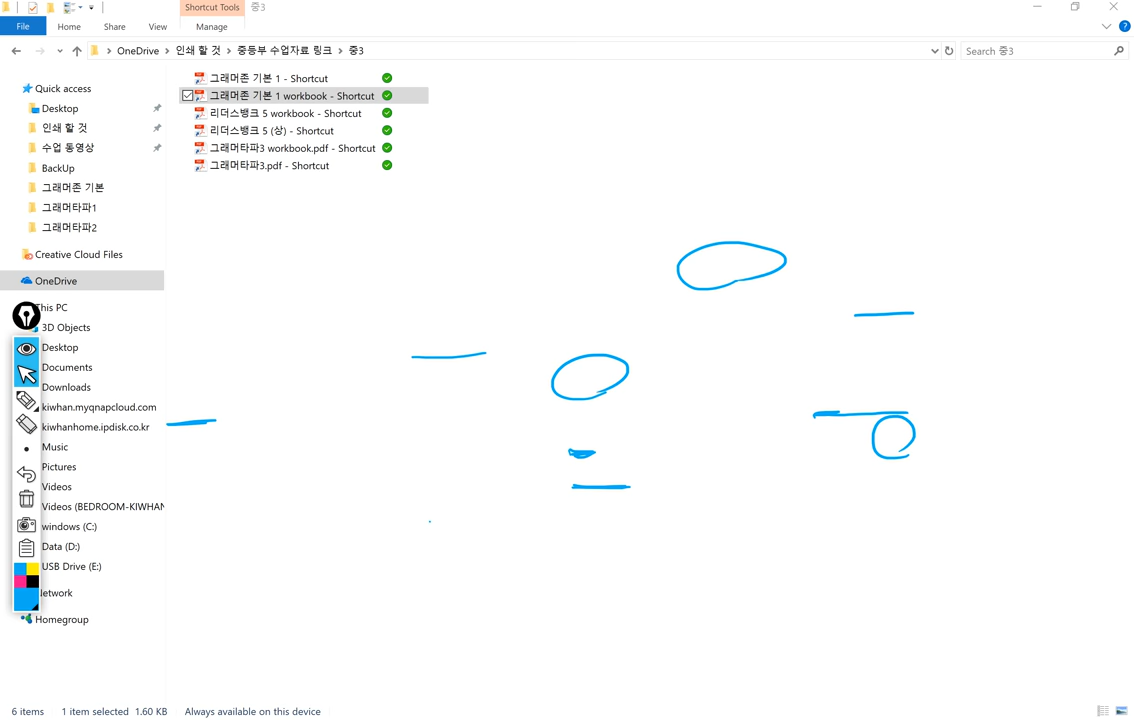 Shortcut Tools 중3
File Home Share View Manage
OneDrive 인쇄 할 것 중등부 수업자료 링크 중3 Search 중3
Quick access
Desktop
인쇄 할 것
수업 동영상
BackUp
그래머존 기본
그래머타파1
그래머타파2
Creative Cloud Files
OneDrive
This PC
3D Objects
Desktop
Documents
Downloads
kiwhan.myqnapcloud.com
kiwhanhome.ipdisk.co.kr
Music
Pictures
Videos
Videos (BEDROOM-KIWHAN
windows (C:)
Data (D:)
USB Drive (E:)
etwork
Homegroup
그래머존 기본 1 - Shortcut
그래머존 기본 1 workbook - Shortcut
리더스뱅크 5 workbook - Shortcut
리더스뱅크 5 (상) - Shortcut
그래머타파3 workbook.pdf - Shortcut
그래머타파3.pdf - Shortcut
6 items 1 item selected 1.60 KB Always available on this device